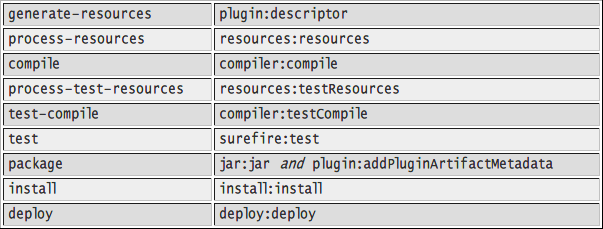 generate-resources plugin:descriptor
process-resources resources:resources
compile compiler:compile
process-test-resources resources:testResources
test-compile compiler:testCompile
test surefire:test
package jar:jar and plugin:addPluginArtifactMetadata
install install:install
deploy deploy:deploy